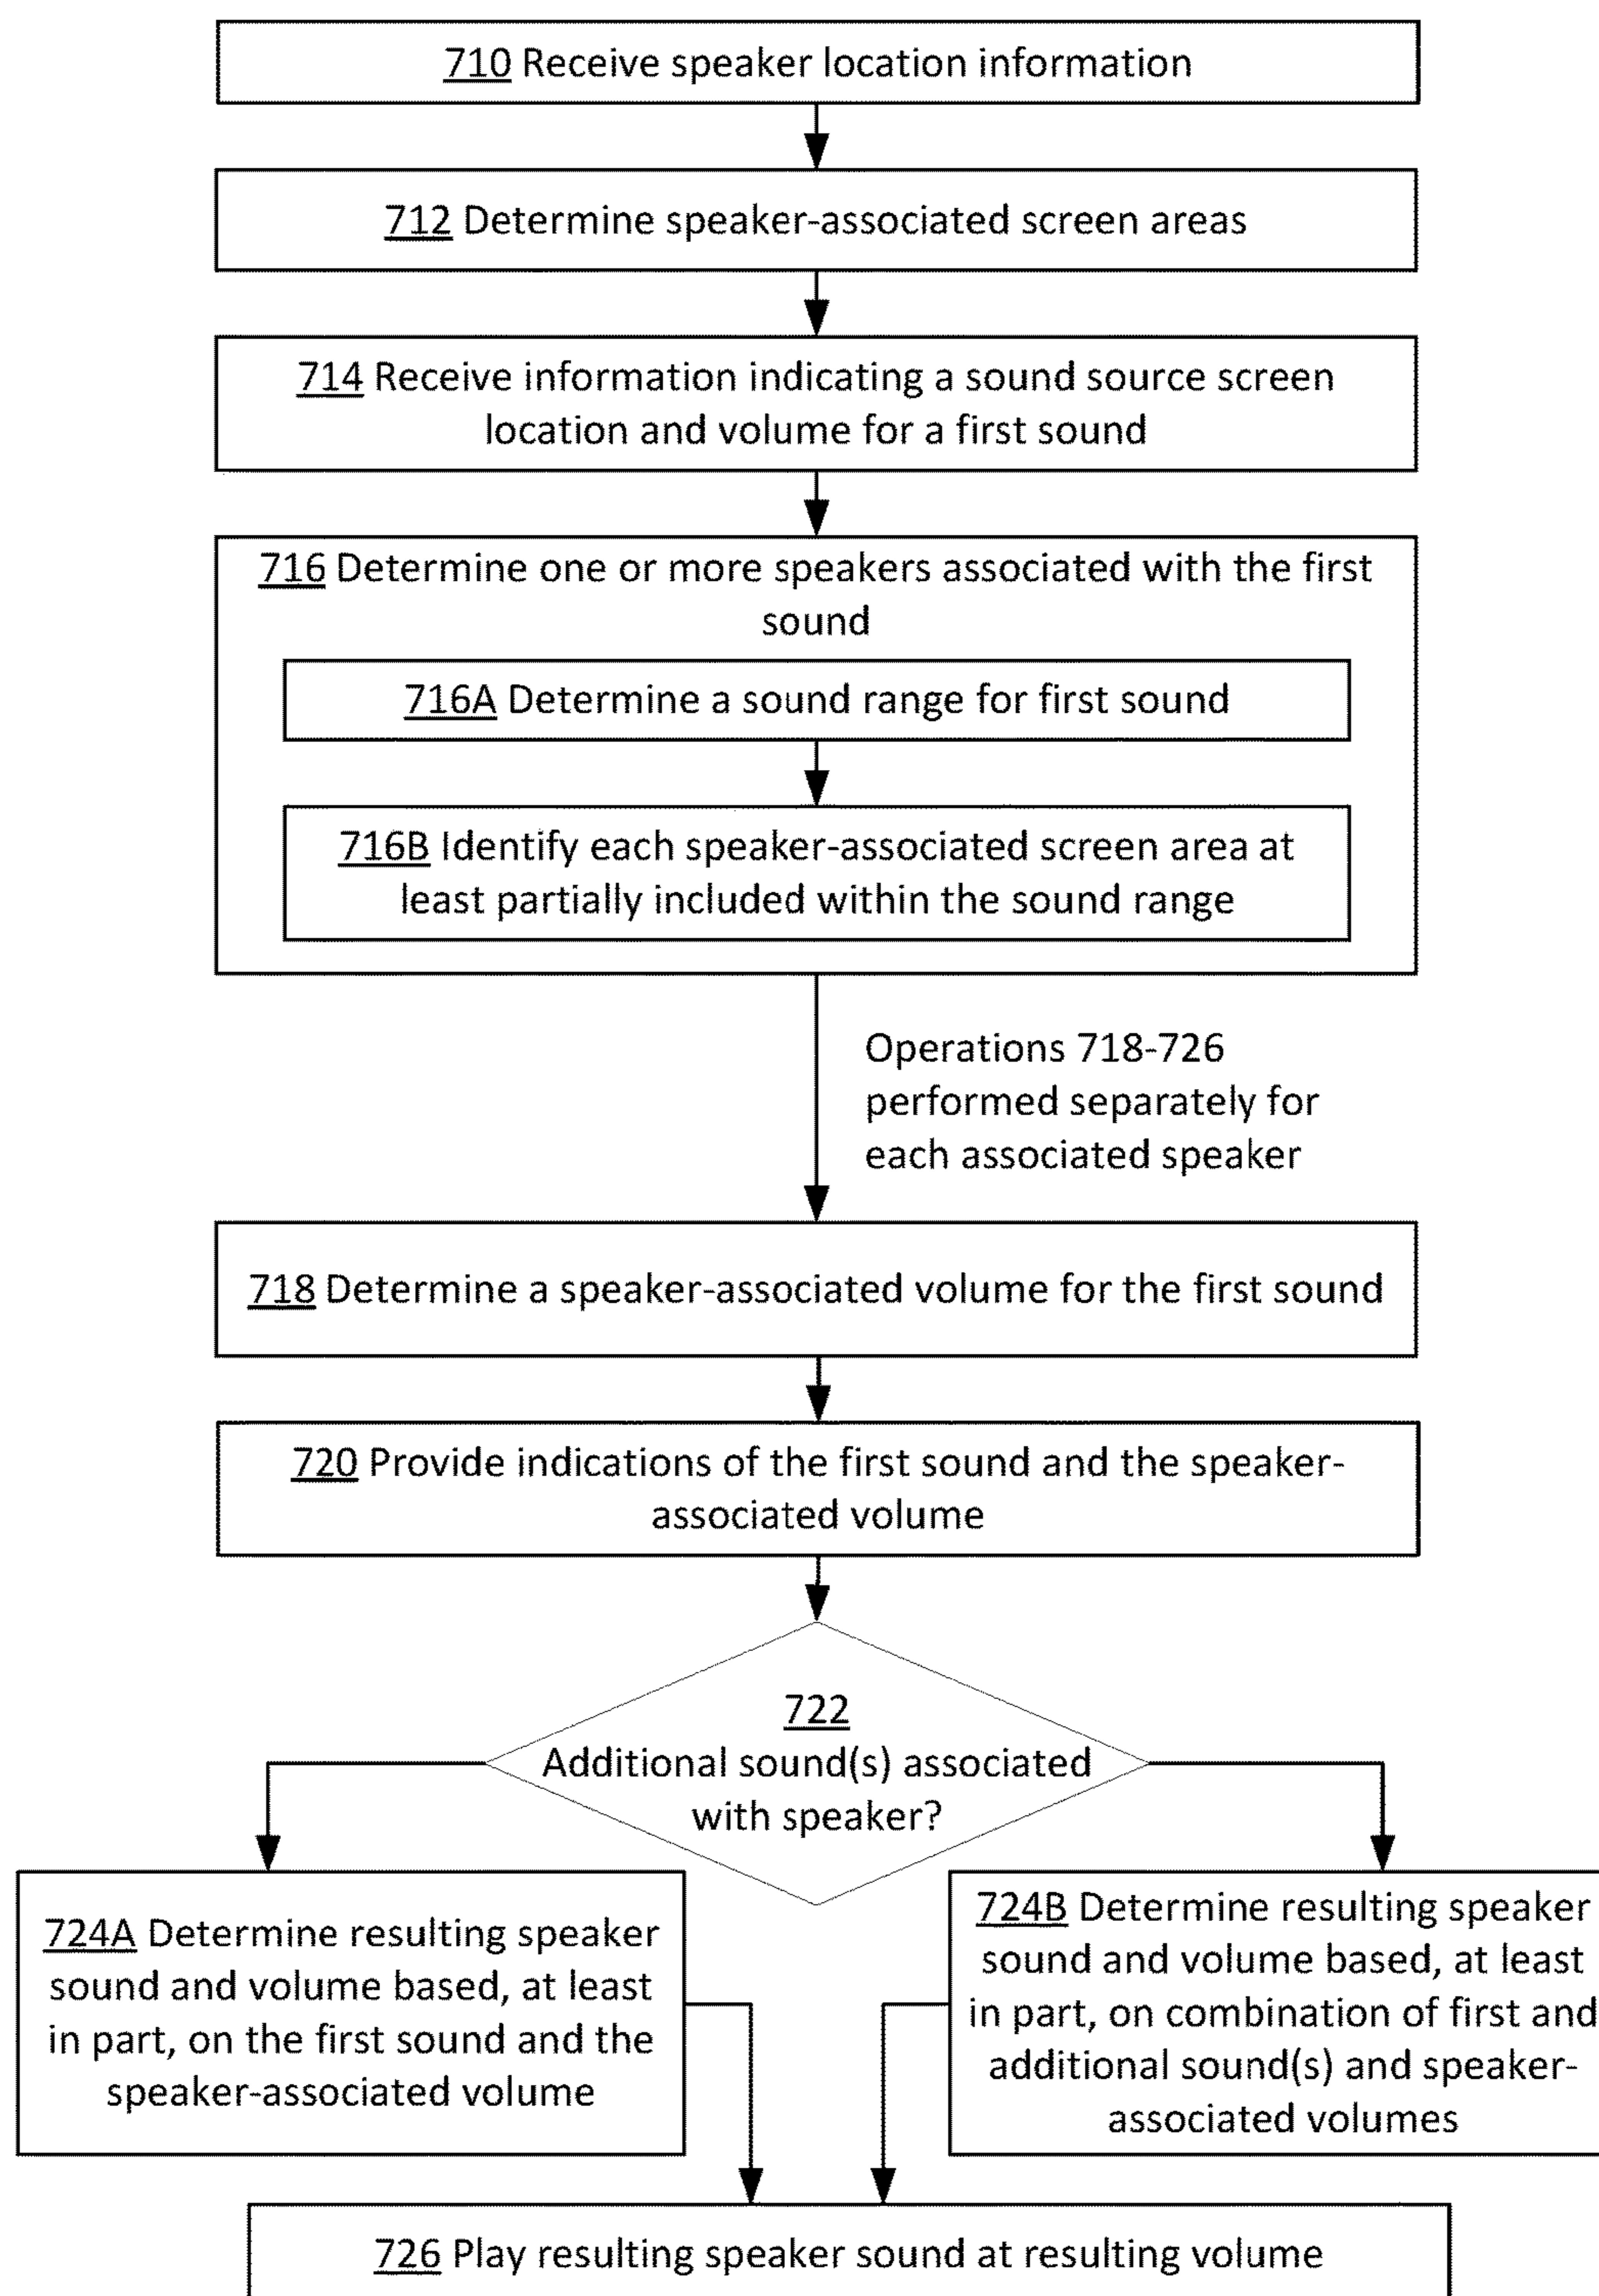 710 Receive speaker location information
712 Determine speaker-associated screen areas
714 Receive information indicating a sound source screen
location and volume for a first sound
716 Determine one or more speakers associated with the first
sound
716A Determine a sound range for first sound
716B Identify each speaker-associated screen area at
least partially included within the sound range
Operations 718-726
performed separately for
each associated speaker
718 Determine a speaker-associated volume for the first sound
720 Provide indications of the first sound and the speaker-
associated volume
722
Additional sound(s) associated
with speaker?
724A Determine resulting speaker
sound and volume based, at least
in part, on the first sound and the
speaker-associated volume
724B Determine resulting speaker
sound and volume based, at least
in part, on combination of first and
additional sound(s) and speaker-
associated volumes
726 Play resulting speaker sound at resulting volume